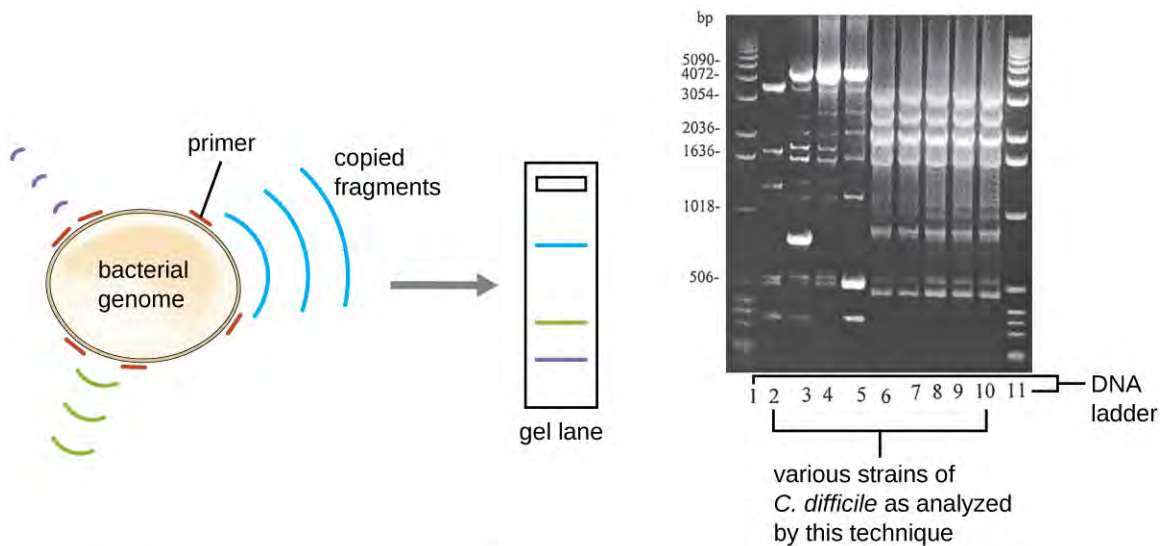 primer
copied
fragments
bacterial
genome
gel lane
bp
5090-
4072-
3054-
2036-
1636-
1018-
506-
1 2 3 4 5 6 7 8 9 10 11
DNA
ladder
various strains of
C. difficile as analyzed
by this technique